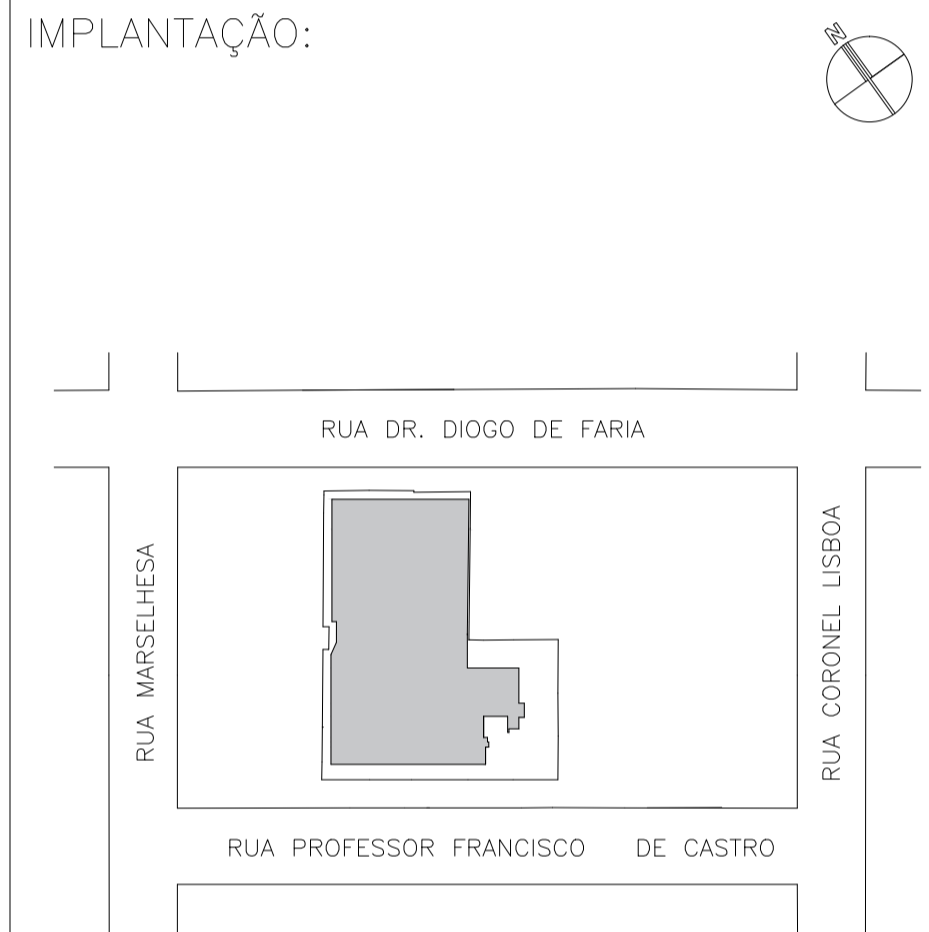 IMPLANTAÇÃO:
N
RUA DR. DIOGO DE FARIA
RUA MARSELHESA
RUA CORONEL LISBOA
RUA PROFESSOR FRANCISCO DE CASTRO